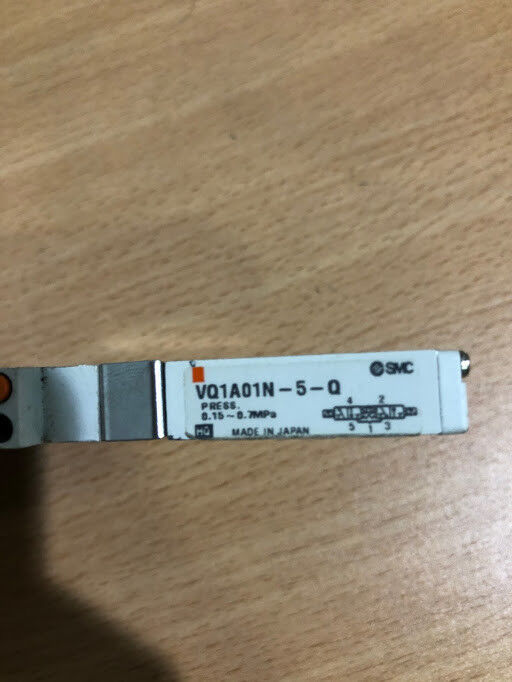 SMC
VQ1A01N-5-Q
PRESS.
0.15~0.7MPa
4 2
5 1 3
MADE IN JAPAN